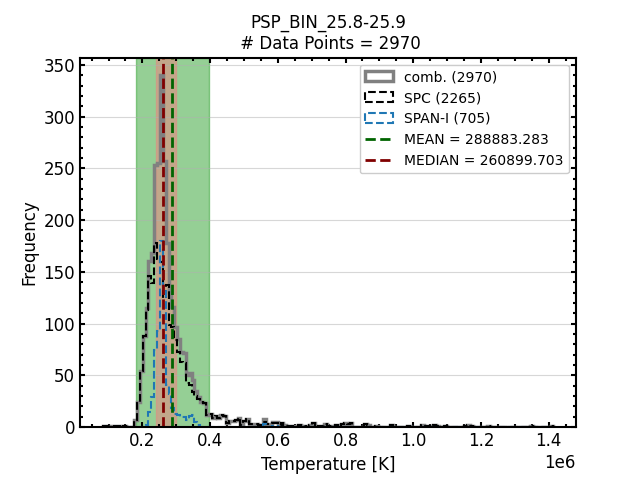 PSP_BIN_25.8-25.9
# Data Points = 2970
350
300
250
200
150
100
50
0
Frequency
comb. (2970)
SPC (2265)
SPAN-I (705)
MEAN = 288883.283
MEDIAN = 260899.703
0.2 0.4 0.6 0.8 1.0 1.2 1.4
1e6
Temperature [K]